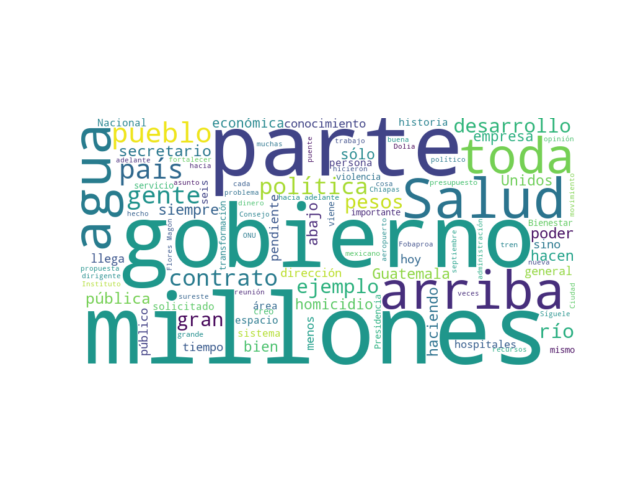 Nacional
económica
conocimiento
historia
desarrollo
pueblo
parte
secretario
muchas
puente
trabajo
buena
Dolia
empresa
opinión
adelante
fortalecer
hacia
sólo
persona
hicieron
político
toda
agua
país
asunto
seis
cada
problema
política
violencia
cosa
Chiapas
presupuesto
Unidos
movimiento
gente
servicio
dinero
hacia adelante
pesos
Salud
Bienestar
siempre
hecho
Consejo
viene
importante
gobierno
Flores Magón
transformación
ONU
pendiente
abajo
mexicano
aeropuerto
Fobaproa
hoy
septiembre
administración
tren
sino
poder
llega
hacen
nueva
propuesta
dirigente
Instituto
contrato
dirección
Guatemala
general
sureste
reunión
ejemplo
arriba
Ciudad
pública
solicitado
área
creo
homicidio
Presidencia
veces
Síguele
público
gran
espacio
grande
sistema
menos
haciendo
río
millones
tiempo
bien
hospitales
recursos
mismo